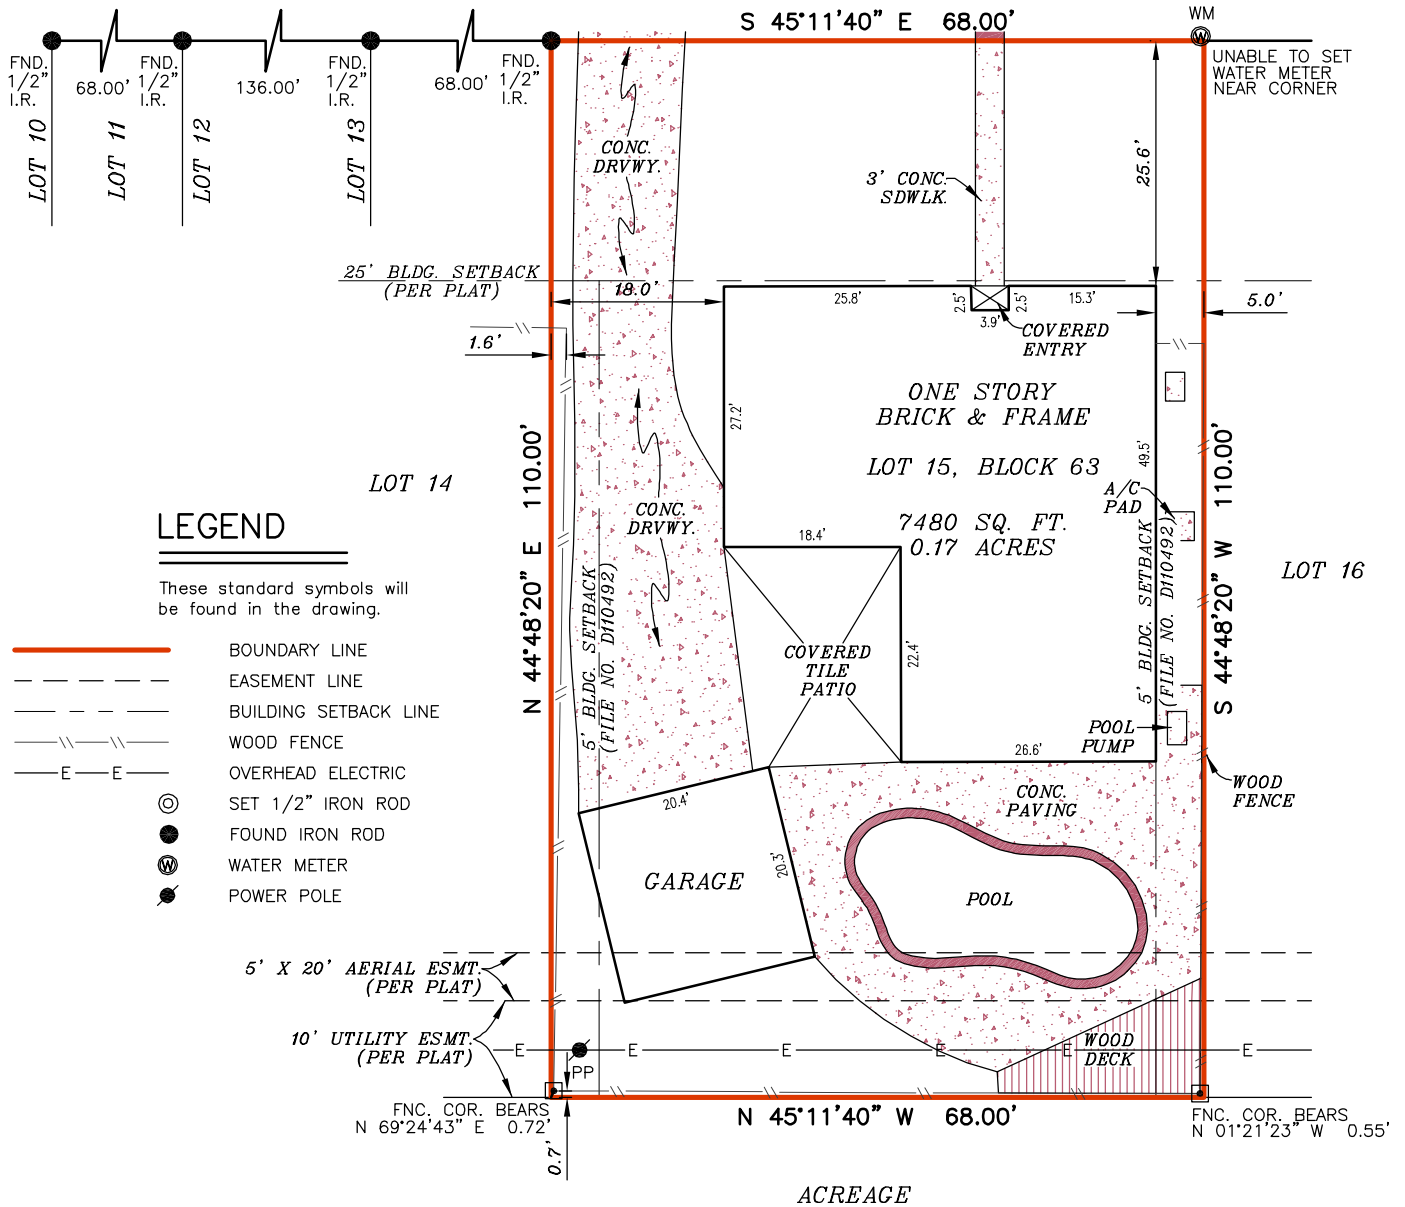 S 45°11'40" E 68.00'
WM
UNABLE TO SET
WATER METER
NEAR CORNER
FND.
1/2"
I.R.
68.00'
FND.
1/2"
I.R.
136.00'
FND.
1/2"
I.R.
68.00'
FND.
1/2"
I.R.
LOT 10
LOT 11
LOT 12
LOT 13
CONC.
DRVWY.
3' CONC.
SDWLK.
25.6'
25' BLDG. SETBACK
(PER PLAT)
18.0'
25.8'
2.5'
3.9'
2.5'
15.3'
5.0'
COVERED
ENTRY
1.6'
27.2'
ONE STORY
BRICK & FRAME
LOT 15, BLOCK 63
7480 SQ. FT.
0.17 ACRES
49.5'
A/C
PAD
N 44°48'20" E 110.00'
S 44°48'20" W 110.00'
LOT 14
LOT 16
CONC.
DRVWY.
18.4'
22.4'
COVERED
TILE
PATIO
5' BLDG. SETBACK
(FILE NO. D110492)
5' BLDG. SETBACK
(FILE NO. D110492)
POOL
PUMP
26.6'
WOOD
FENCE
CONC.
PAVING
20.4'
20.3'
GARAGE
POOL
LEGEND
These standard symbols will
be found in the drawing.
BOUNDARY LINE
EASEMENT LINE
BUILDING SETBACK LINE
WOOD FENCE
E E OVERHEAD ELECTRIC
SET 1/2" IRON ROD
FOUND IRON ROD
W WATER METER
POWER POLE
5' X 20' AERIAL ESMT.
(PER PLAT)
10' UTILITY ESMT.
(PER PLAT)
E E E E E E
PP
WOOD
DECK
FNC. COR. BEARS
N 69°24'43" E 0.72'
0.7'
N 45°11'40" W 68.00'
FNC. COR. BEARS
N 01°21'23" W 0.55'
ACREAGE